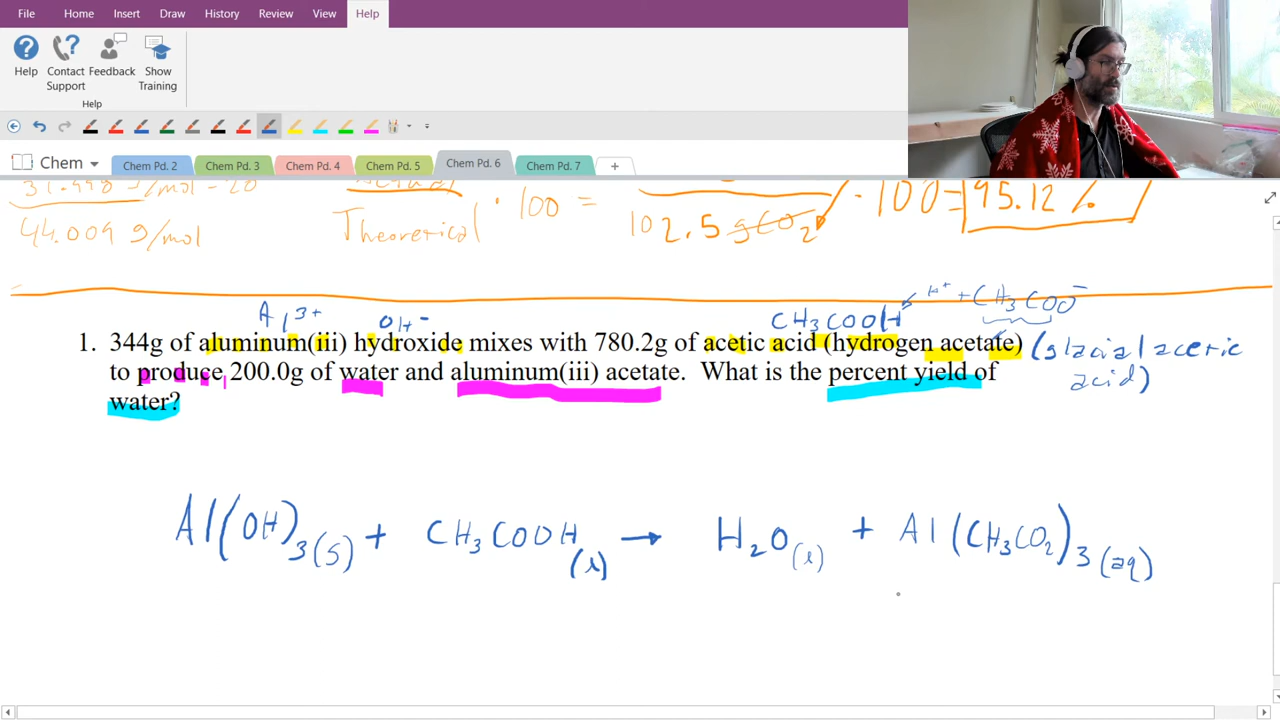 File Home Insert Draw History Review View Help
Help Contact Support Feedback Show Training
Help
Chem Chem Pd. 2 Chem Pd. 3 Chem Pd. 4 Chem Pd. 5 Chem Pd. 6 Chem Pd. 7 +
44.009 g/mol
Theoretical · 100 =
102.5 gCO2 · 100 = 95.12%
Al3+ OH- CH3COOH H+ + CH3COO-
1. 344g of aluminum(iii) hydroxide mixes with 780.2g of acetic acid (hydrogen acetate) (glacial acetic acid)
to produce 200.0g of water and aluminum(iii) acetate. What is the percent yield of
water?
Al(OH)3(s) + CH3COOH(l) → H2O(l) + Al(CH3CO2)3(aq)